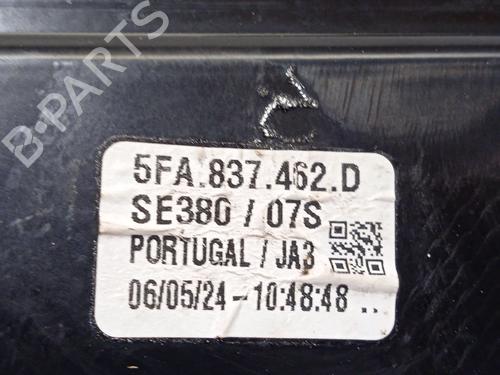 B-PARTS
5FA.837.462.D
SE380 / 07S
PORTUGAL / JA3
06/05/24-10:48:48 ..